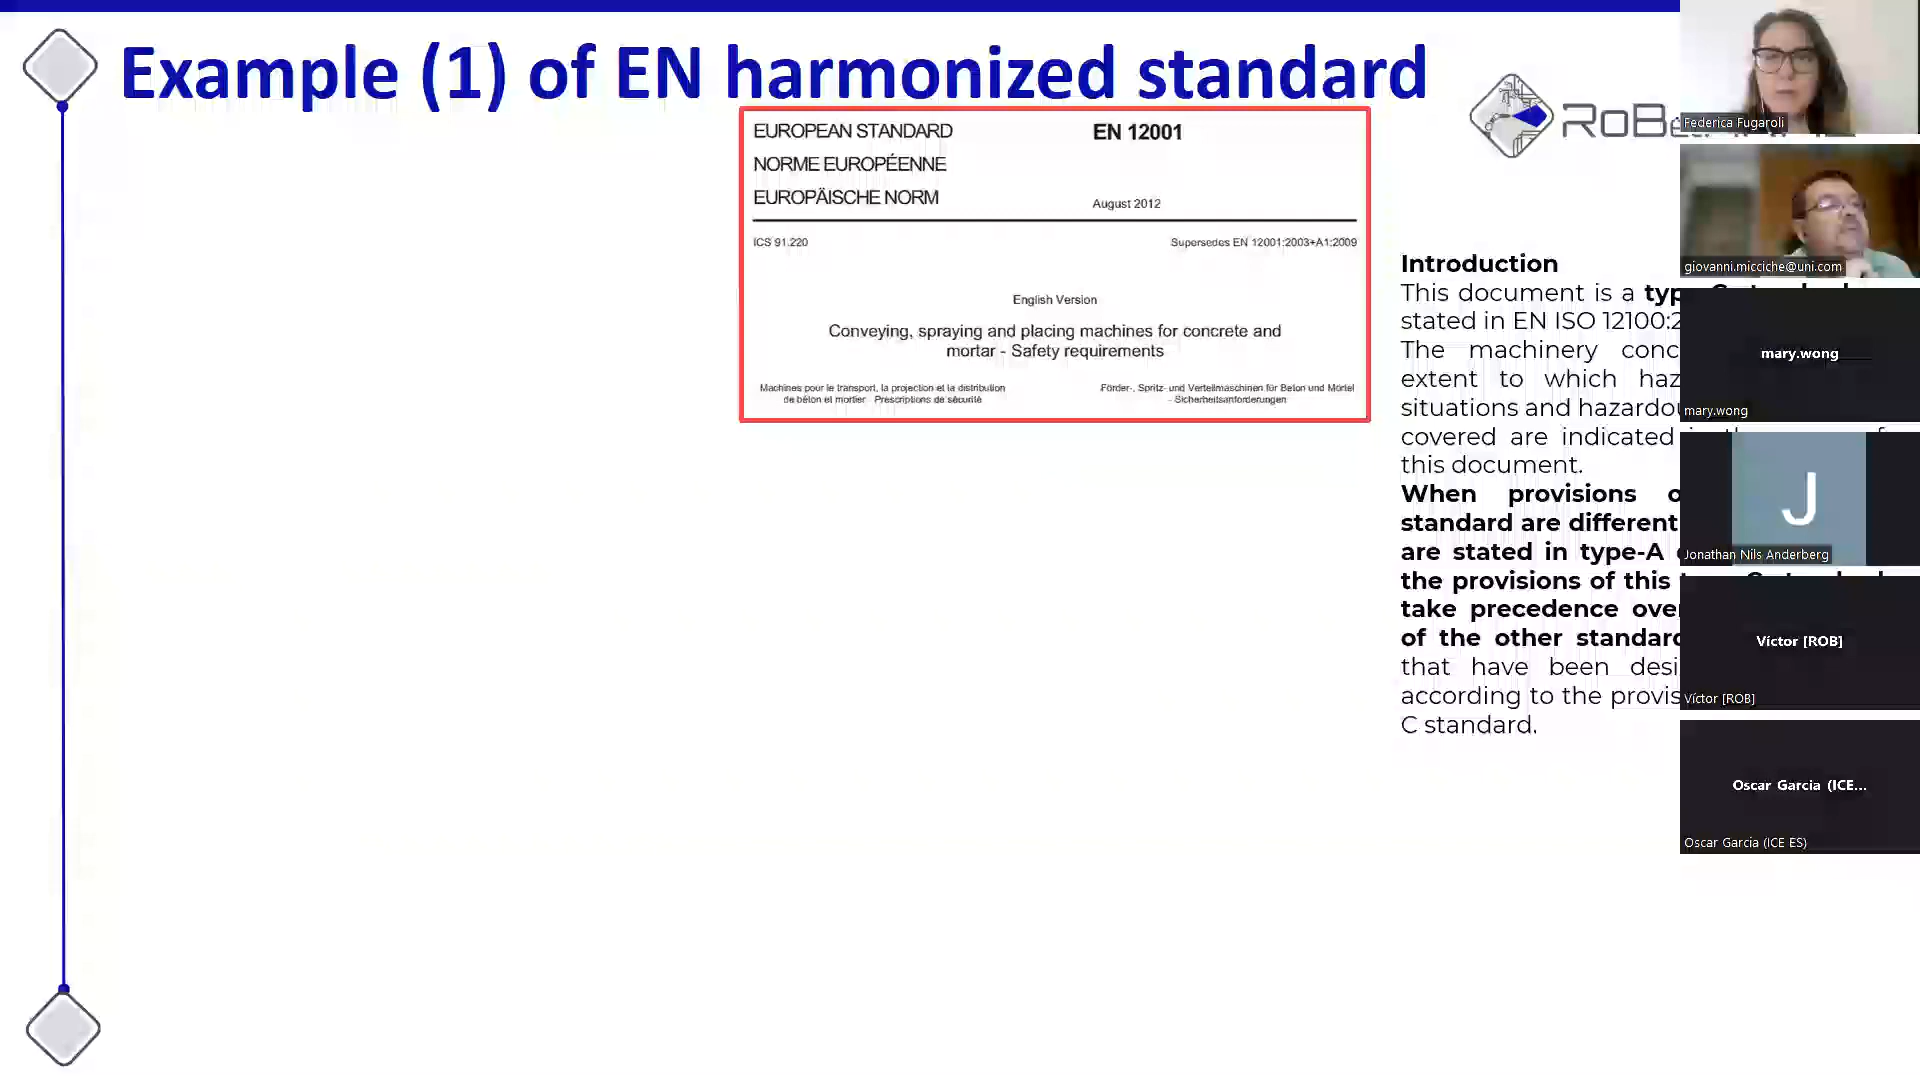 Example (1) of EN harmonized standard
EUROPEAN STANDARD
EN 12001
NORME EUROPÉENNE
EUROPÄISCHE NORM
August 2012
ICS 91.220
Supersedes EN 12001:2003+A1:2009
English Version
Conveying, spraying and placing machines for concrete and
mortar - Safety requirements
Machines pour le transport, la projection et la distribution
de béton et mortier - Prescriptions de sécurité
Förder-, Spritz- und Verteilmaschinen für Beton und Mörtel
- Sicherheitsanforderungen
Introduction
This document is a
stated in EN ISO
The machinery
extent to which
situations and
covered are indicated
this document.
When provisions
standard are different
are stated in type-A
the provisions of this
take precedence
of the other
that have been
according to the
C standard.
Federica Fugaroli
giovanni.micciche@uni.com
mary.wong
mary.wong
J
Jonathan Nils Anderberg
Víctor [ROB]
Víctor [ROB]
Oscar Garcia (ICE...
Oscar Garcia (ICE ES)